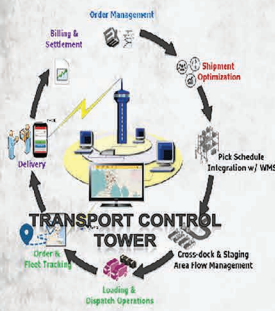 Order Management
Billing &
Settlement
Shipment
Optimization
Delivery
Pick Schedule
Integration w/ WMS
TRANSPORT CONTROL
TOWER
Order &
Fleet Tracking
Cross-dock & Staging
Area Flow Management
Loading &
Dispatch Operations